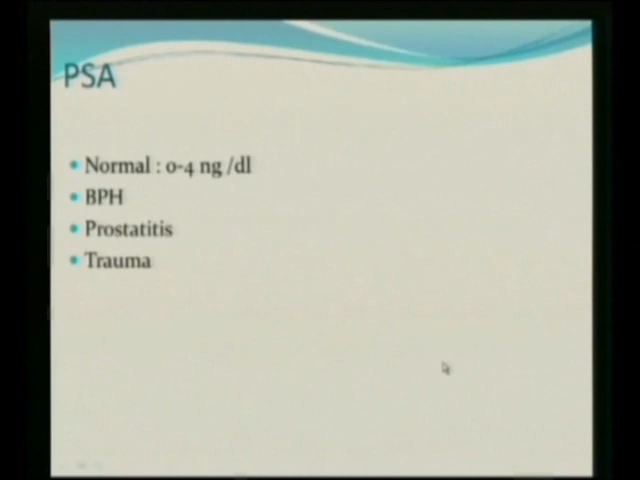 PSA
• Normal : 0-4 ng /dl
• BPH
• Prostatitis
• Trauma